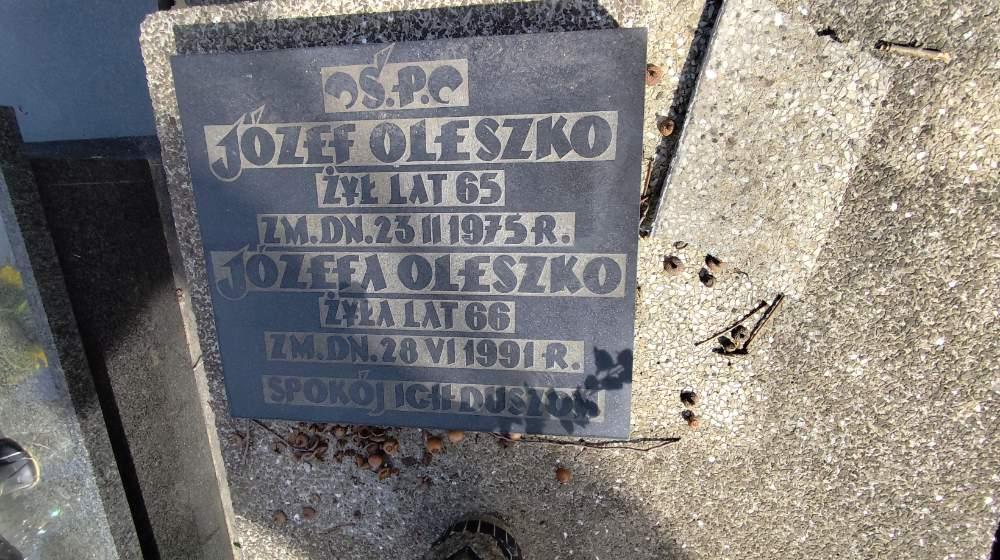 Ś.P.
JÓZEF OLESZKO
ŻYŁ LAT 65
ZM. DN. 23 II 1975 R.
JÓZEFA OLESZKO
ŻYŁA LAT 66
ZM. DN. 28 VI 1991 R.
SPOKÓJ ICH DUSZOM